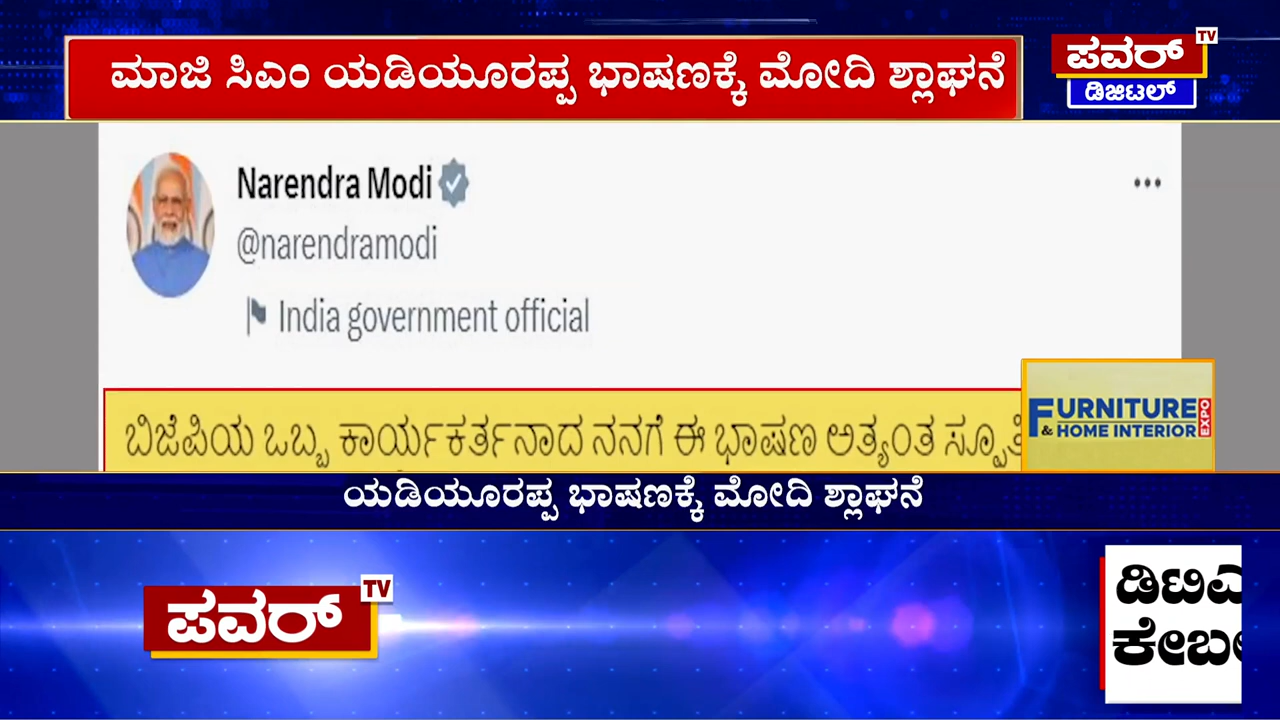 ಮಾಜಿ ಸಿಎಂ ಯಡಿಯೂರಪ್ಪ ಭಾಷಣಕ್ಕೆ ಮೋದಿ ಶ್ಲಾಘನೆ
ಪವರ್ TV
ಡಿಜಿಟಲ್
Narendra Modi
@narendramodi
India government official
ಬಿಜೆಪಿಯ ಒಬ್ಬ ಕಾರ್ಯಕರ್ತನಾದ ನನಗೆ ಈ ಭಾಷಣ ಅತ್ಯಂತ
FURNITURE
& HOME INTERIOR
EXPO
ಯಡಿಯೂರಪ್ಪ ಭಾಷಣಕ್ಕೆ ಮೋದಿ ಶ್ಲಾಘನೆ
ಪವರ್ TV